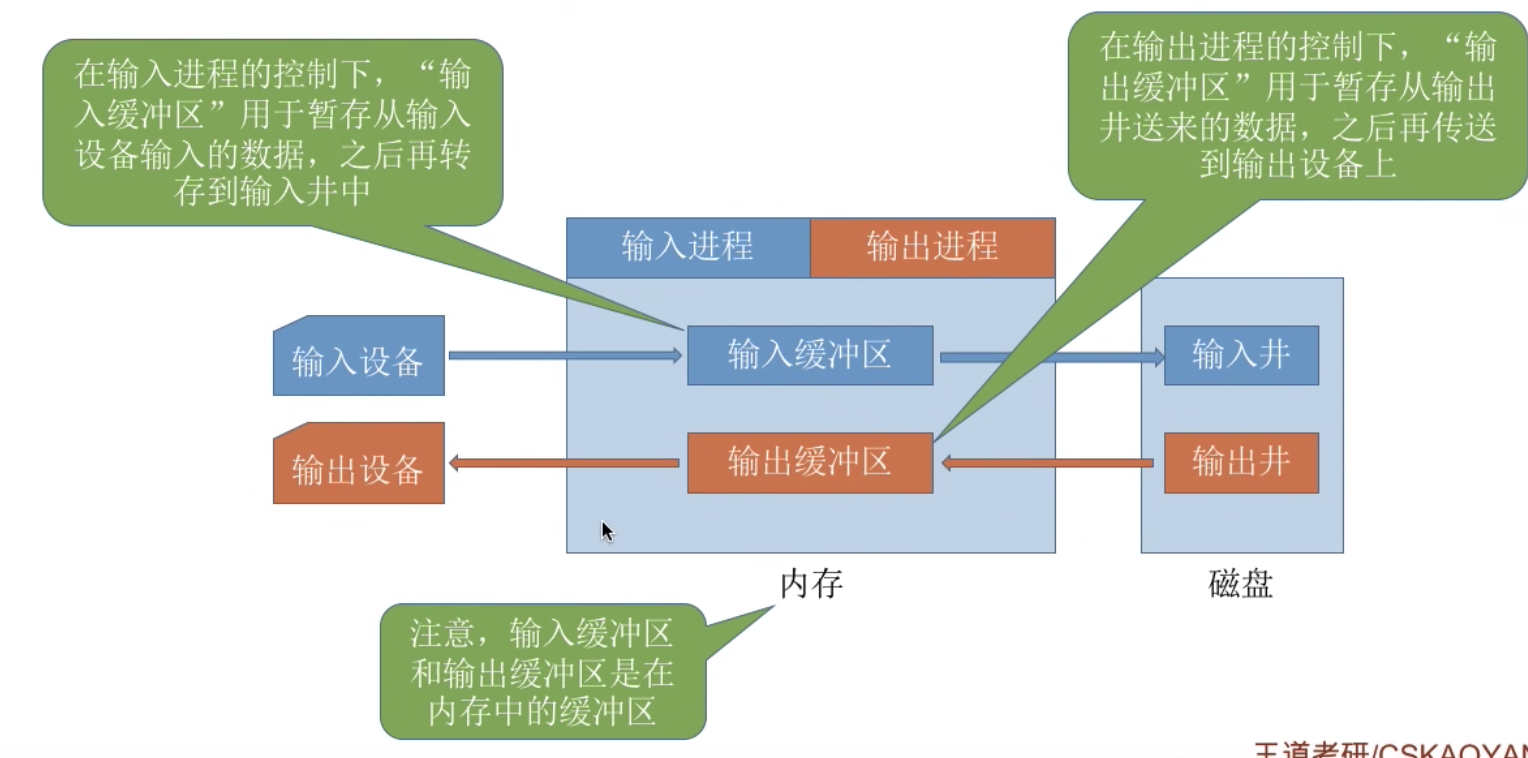 在输入进程的控制下，“输
入缓冲区”用于暂存从输入
设备输入的数据，之后再转
存到输入井中
在输出进程的控制下，“输
出缓冲区”用于暂存从输出
井送来的数据，之后再传送
到输出设备上
输入进程
输出进程
输入设备
输入缓冲区
输入井
输出设备
输出缓冲区
输出井
内存
磁盘
注意，输入缓冲区
和输出缓冲区是在
内存中的缓冲区
王道考研/CSKAOYAN